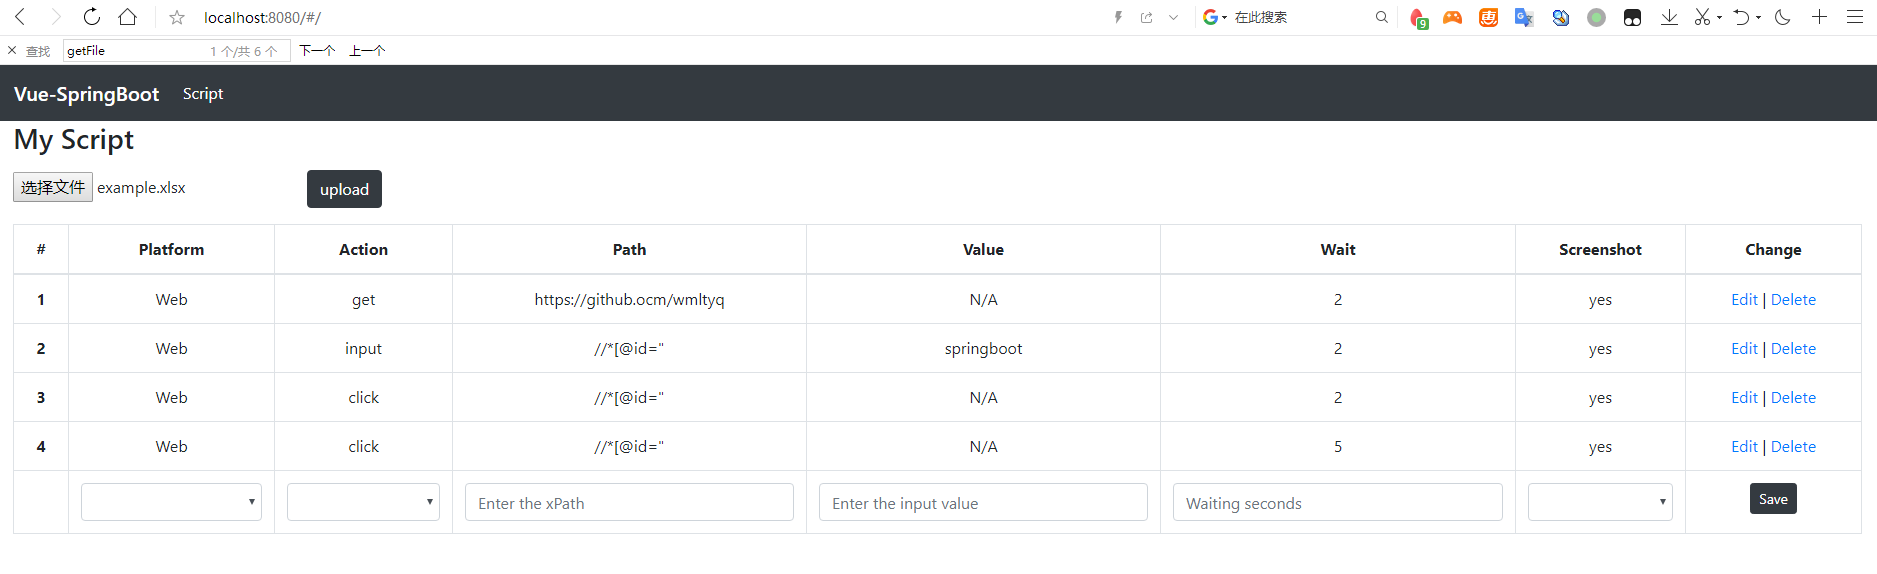 localhost:8080/#/ 在此搜索 9
查找 getFile 1 个/共 6 个 下一个 上一个
Vue-SpringBoot Script
My Script
选择文件 example.xlsx upload
# Platform Action Path Value Wait Screenshot Change
1 Web get https://github.ocm/wmltyq N/A 2 yes Edit | Delete
2 Web input //*[@id=" springboot 2 yes Edit | Delete
3 Web click //*[@id=" N/A 2 yes Edit | Delete
4 Web click //*[@id=" N/A 5 yes Edit | Delete
Enter the xPath Enter the input value Waiting seconds Save